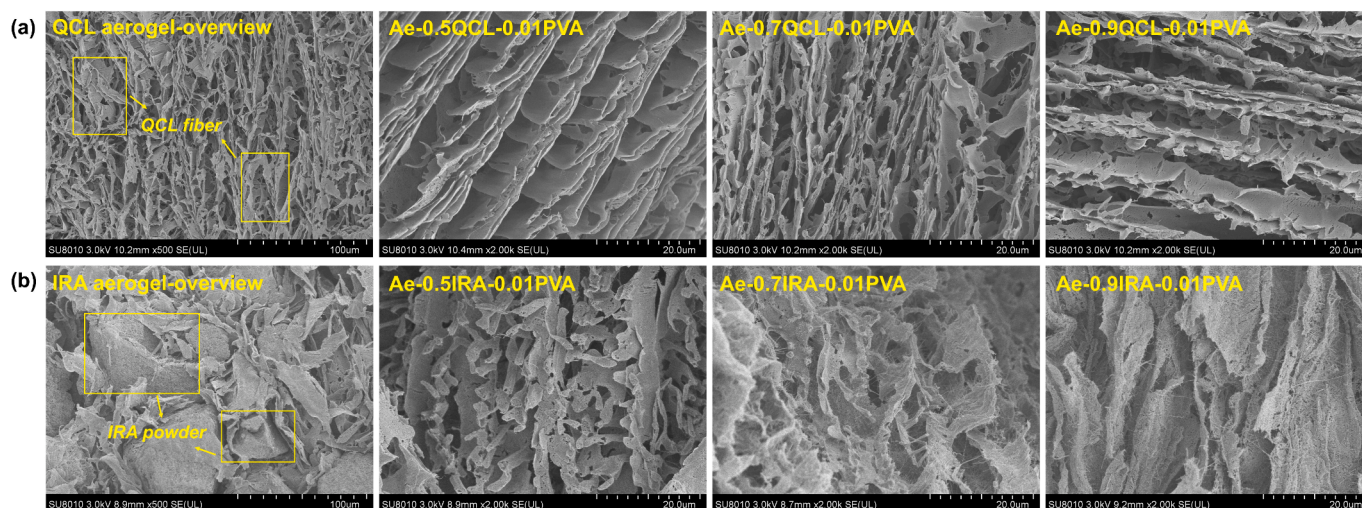 (a)
QCL aerogel-overview
QCL fiber
SU8010 3.0kV 10.2mm x500 SE(UL) 100um
Ae-0.5QCL-0.01PVA
SU8010 3.0kV 10.4mm x2.00k SE(UL) 20.0um
Ae-0.7QCL-0.01PVA
SU8010 3.0kV 10.2mm x2.00k SE(UL) 20.0um
Ae-0.9QCL-0.01PVA
SU8010 3.0kV 10.2mm x2.00k SE(UL) 20.0um
(b)
IRA aerogel-overview
IRA powder
SU8010 3.0kV 8.9mm x500 SE(UL) 100um
Ae-0.5IRA-0.01PVA
SU8010 3.0kV 8.9mm x2.00k SE(UL) 20.0um
Ae-0.7IRA-0.01PVA
SU8010 3.0kV 8.7mm x2.00k SE(UL) 20.0um
Ae-0.9IRA-0.01PVA
SU8010 3.0kV 9.2mm x2.00k SE(UL) 20.0um